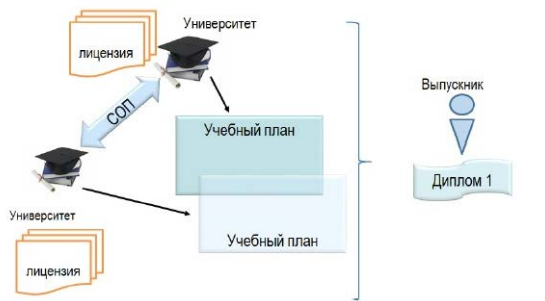 Университет
лицензия
СОП
Учебный план
Учебный план
Университет
лицензия
Выпускник
Диплом 1